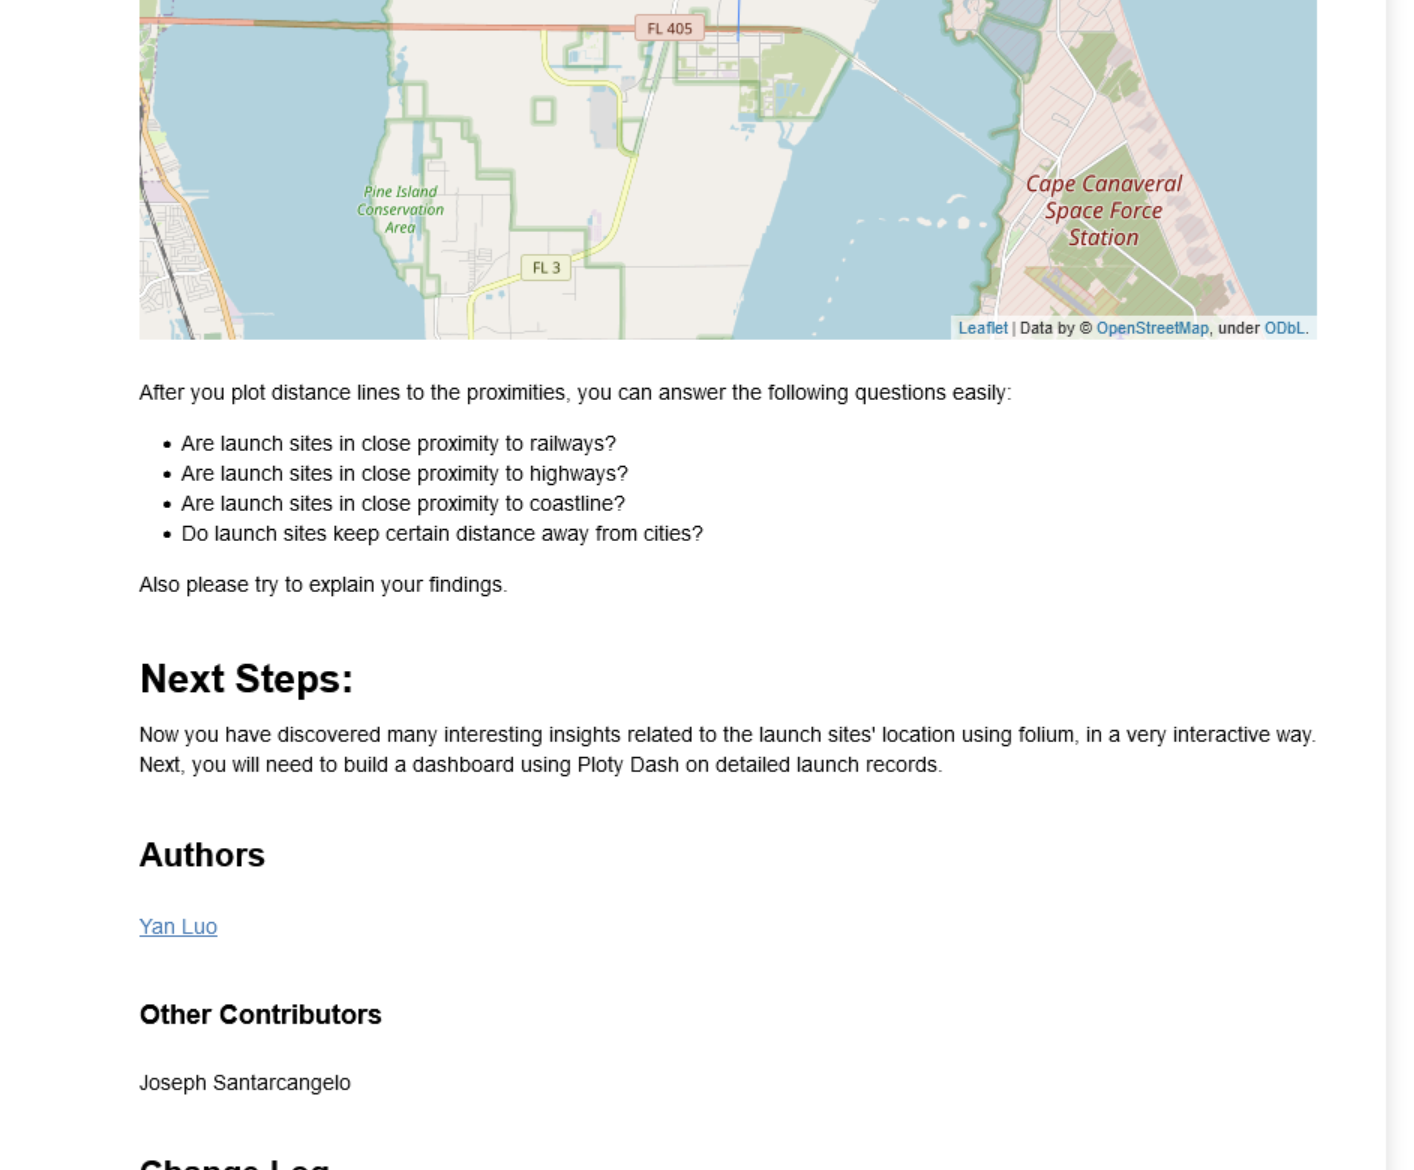 FL 405
Cape Canaveral
Space Force
Station
Pine Island
Conservation
Area
FL 3
Leaflet | Data by © OpenStreetMap, under ODbL.
After you plot distance lines to the proximities, you can answer the following questions easily:
• Are launch sites in close proximity to railways?
• Are launch sites in close proximity to highways?
• Are launch sites in close proximity to coastline?
• Do launch sites keep certain distance away from cities?
Also please try to explain your findings.
Next Steps:
Now you have discovered many interesting insights related to the launch sites' location using folium, in a very interactive way.
Next, you will need to build a dashboard using Ploty Dash on detailed launch records.
Authors
Yan Luo
Other Contributors
Joseph Santarcangelo
Change Log